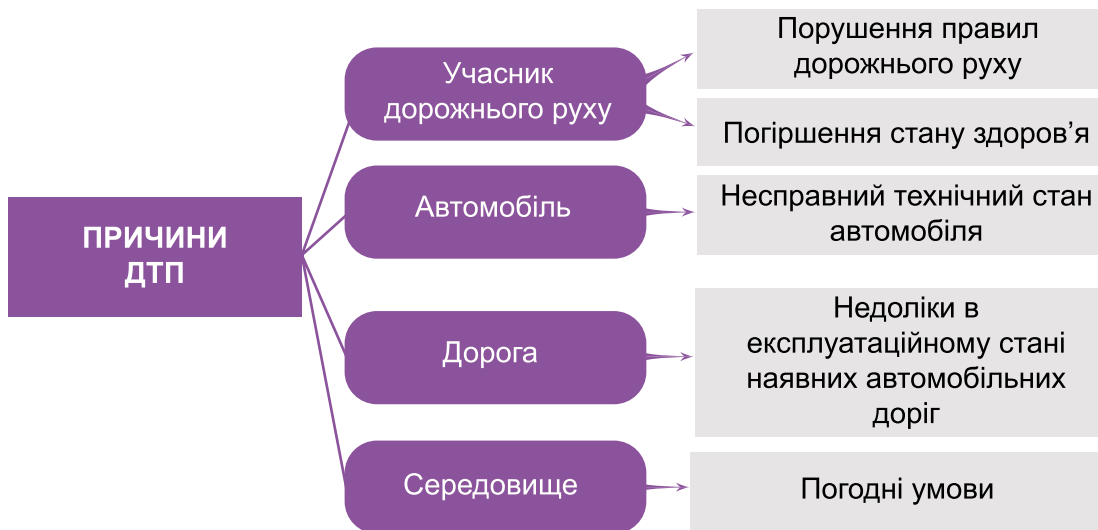 ПРИЧИНИ
ДТП
Учасник
дорожнього руху
Порушення правил
дорожнього руху
Погіршення стану здоров’я
Автомобіль
Несправний технічний стан
автомобіля
Дорога
Недоліки в
експлуатаційному стані
наявних автомобільних
доріг
Середовище
Погодні умови